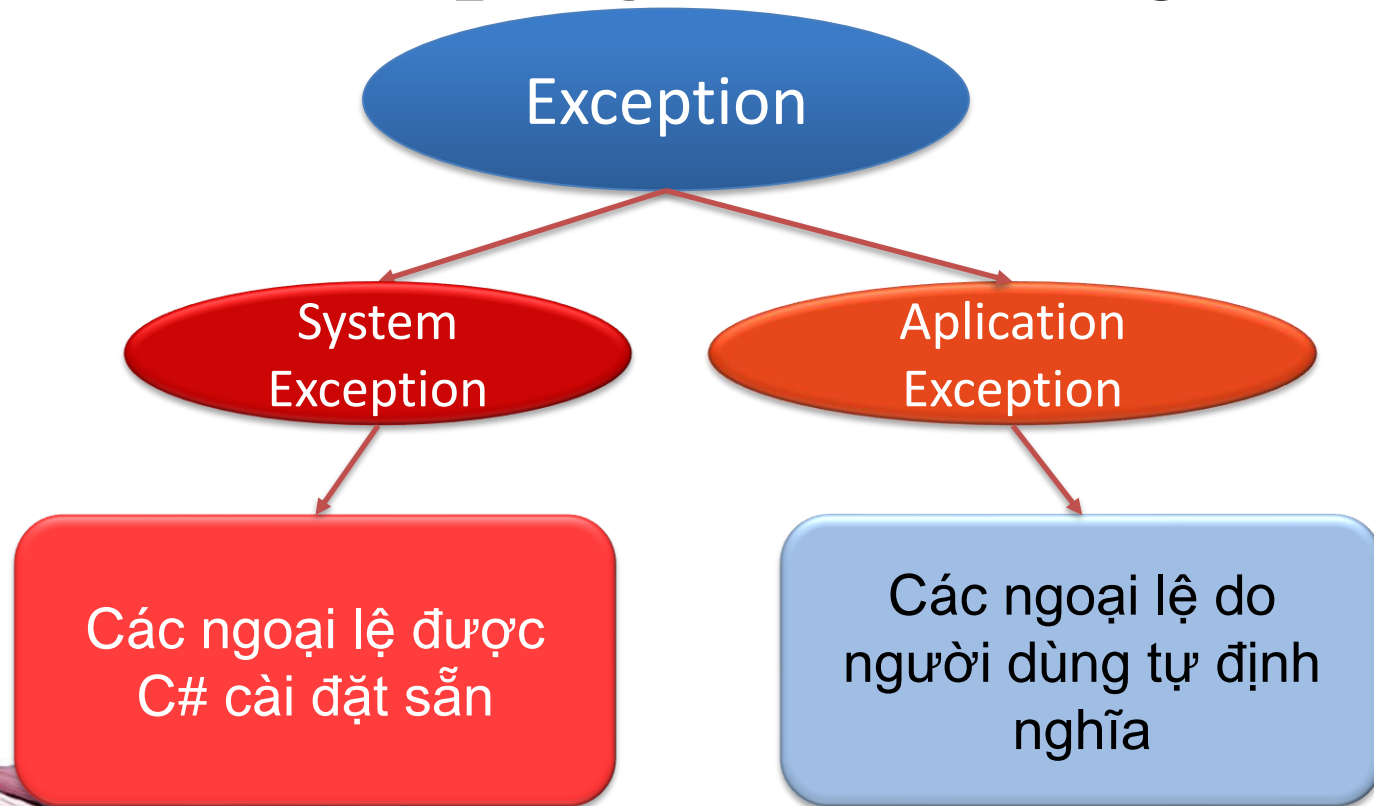 Exception
System
Exception
Aplication
Exception
Các ngoại lệ được
C# cài đặt sẵn
Các ngoại lệ do
người dùng tự định
nghĩa